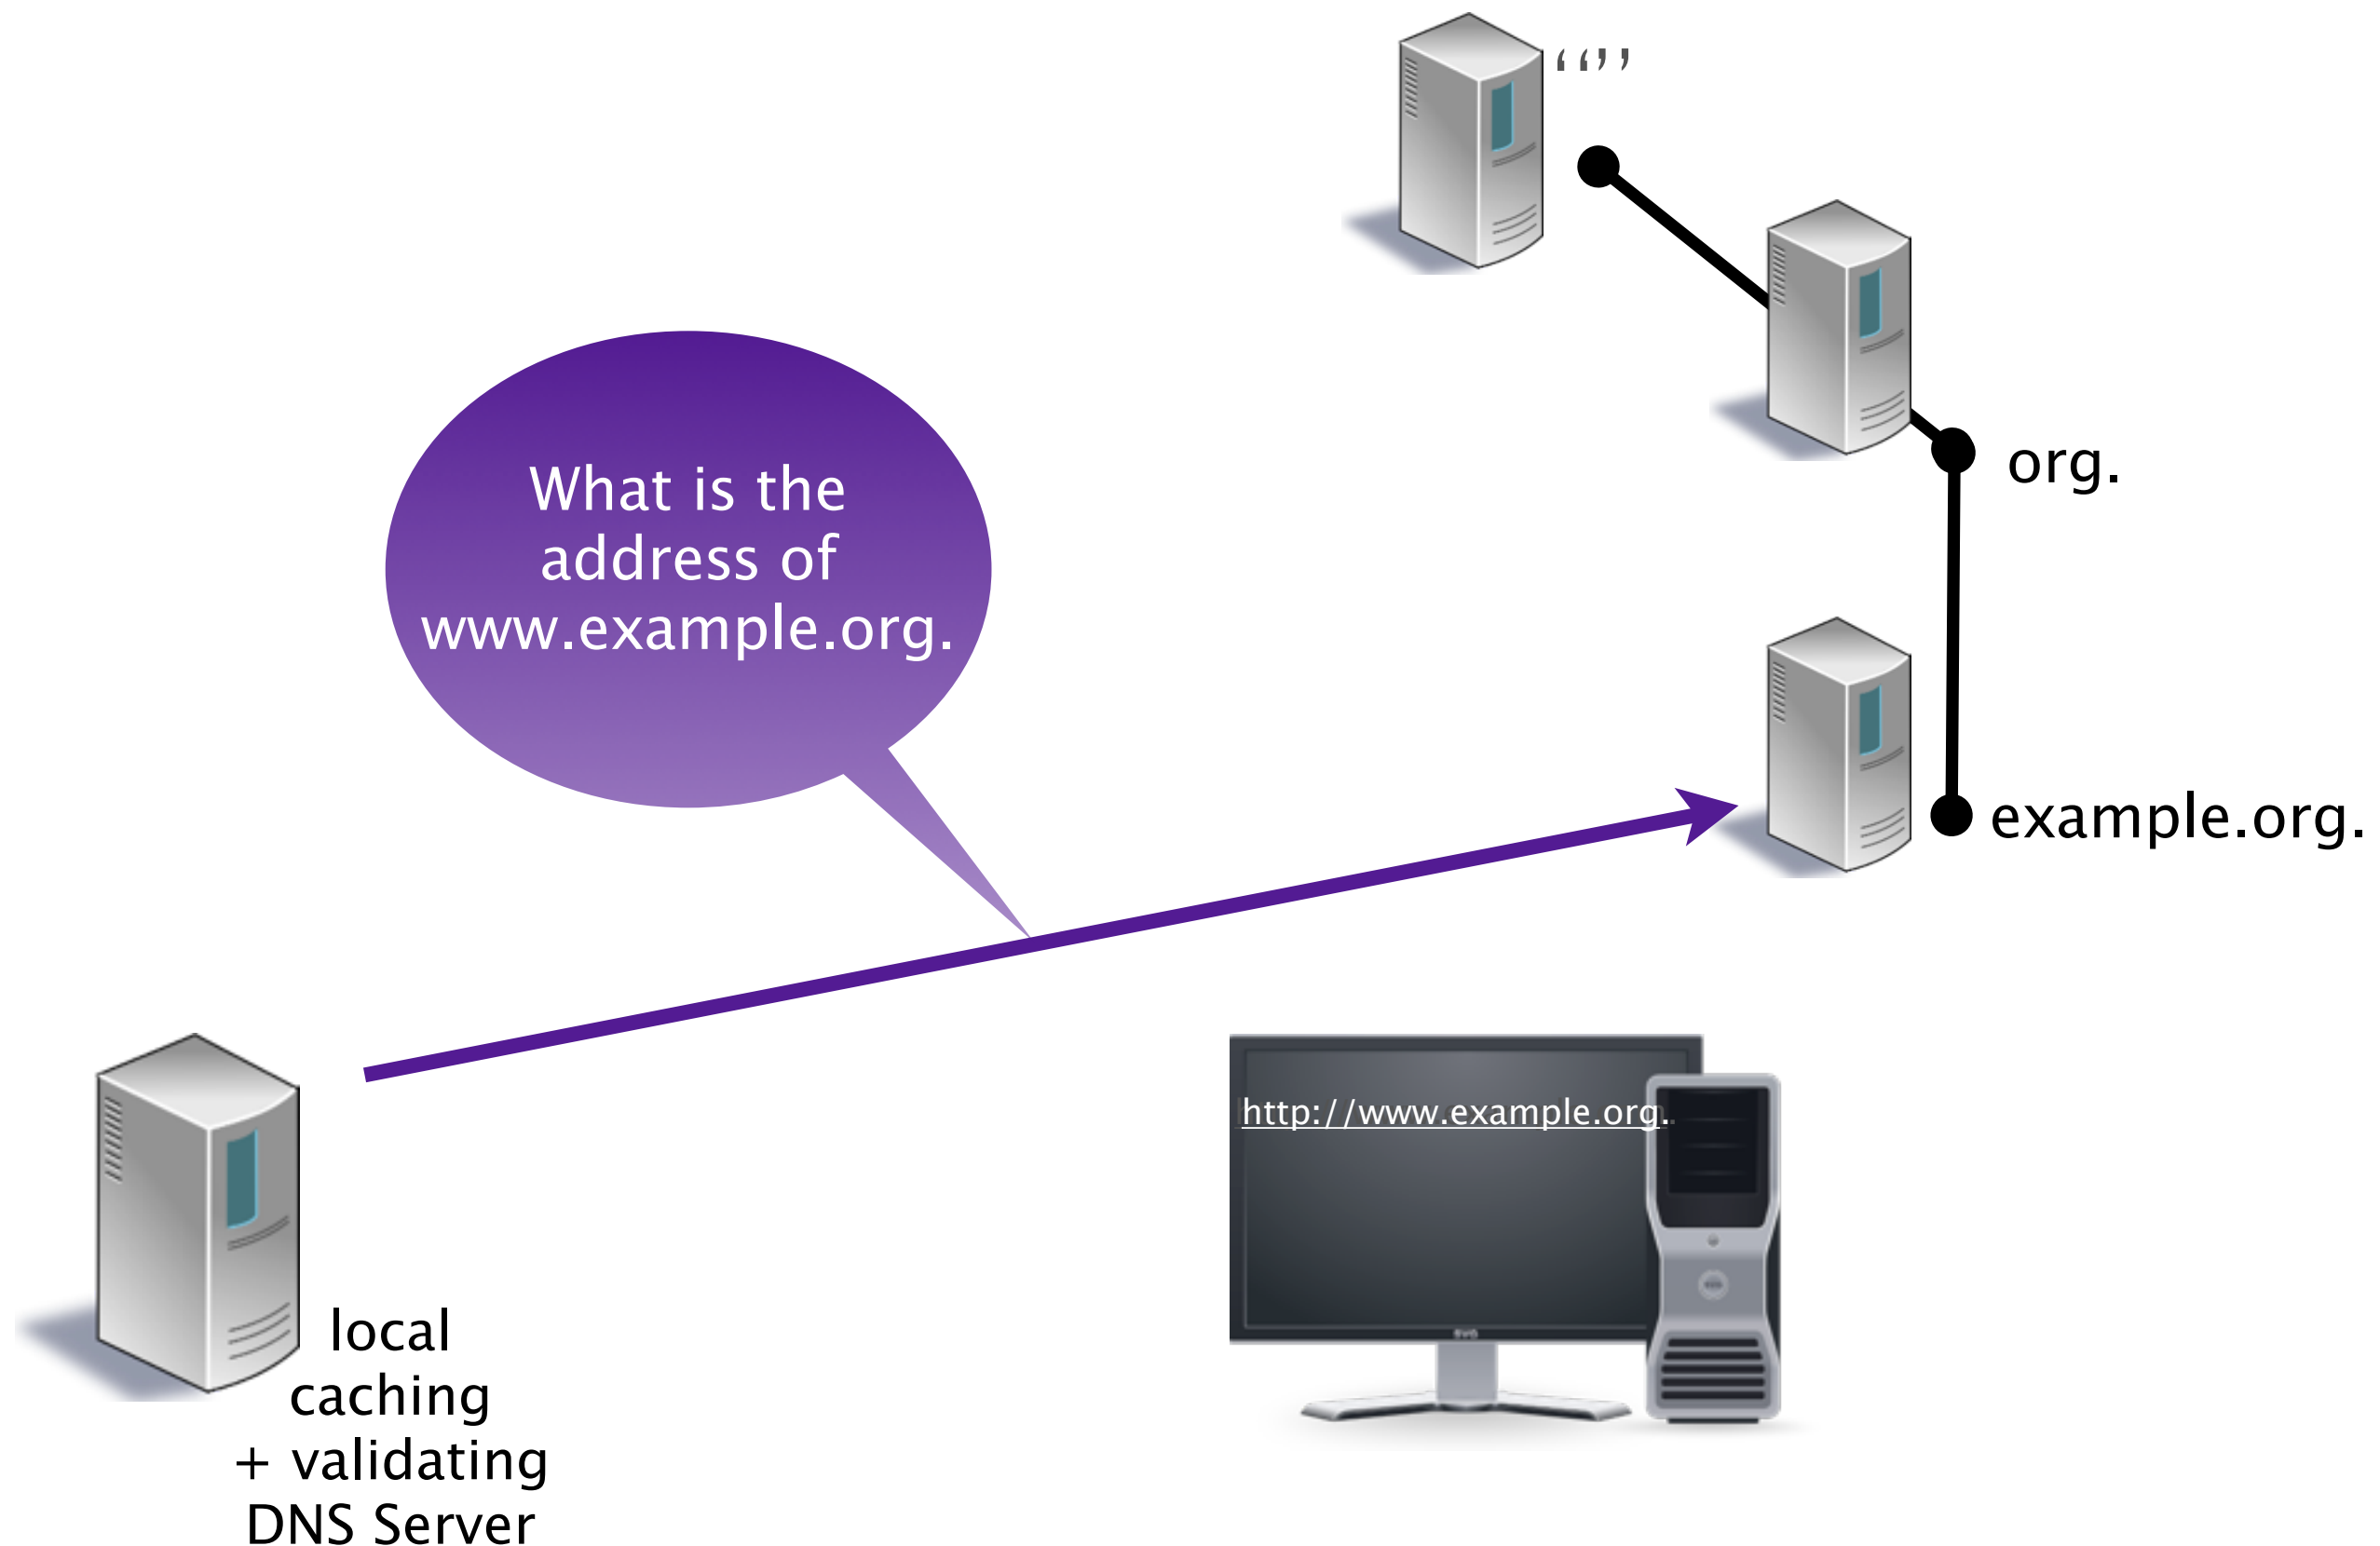 “”
org.
What is the
address of
www.example.org.
example.org.
http://www.example.org.
local
caching
+ validating
DNS Server